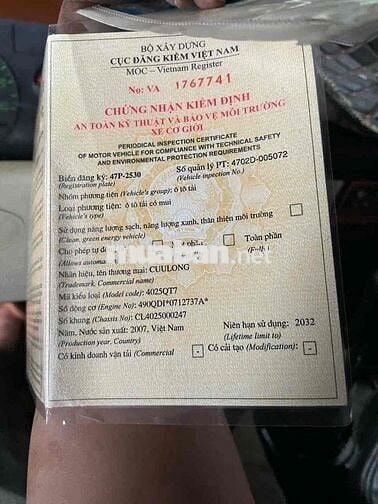 BỘ XÂY DỰNG
CỤC ĐĂNG KIỂM VIỆT NAM
MOC – Vietnam Register
No: VA 1767741
CHỨNG NHẬN KIỂM ĐỊNH
AN TOÀN KỸ THUẬT VÀ BẢO VỆ MÔI TRƯỜNG
XE CƠ GIỚI
PERIODICAL INSPECTION CERTIFICATE
OF MOTOR VEHICLE FOR COMPLIANCE WITH TECHNICAL SAFETY
AND ENVIRONMENTAL PROTECTION REQUIREMENTS
Biển đăng ký: 47P-2530 Số quản lý PT: 4702D-005072
(Registration plate) (Vehicle inpection No.)
Nhóm phương tiện (Vehicle's group): ô tô tải
Loại phương tiện: ô tô tải có mui
(Vehicle's type)
Sử dụng năng lượng sạch, năng lượng xanh, thân thiện môi trường
(Clean. green energy vehicle)
Cho phép tự Toàn phần
(Allows automat
muaban.net
Nhãn hiệu, tên thương mại: CUULONG
(Trademark, Commercial name)
Mã kiểu loại (Model code): 4025QT7
Số động cơ (Engine No): 490QDI*0712737A*
Số khung (Chassis No): CL4025000247
Năm, Nước sản xuất: 2007, Việt Nam Niên hạn sử dụng: 2032
(Production year, Country) (Lifetime limit to)
Có kinh doanh vận tải (Commercial - Có cải tạo (Modification): -